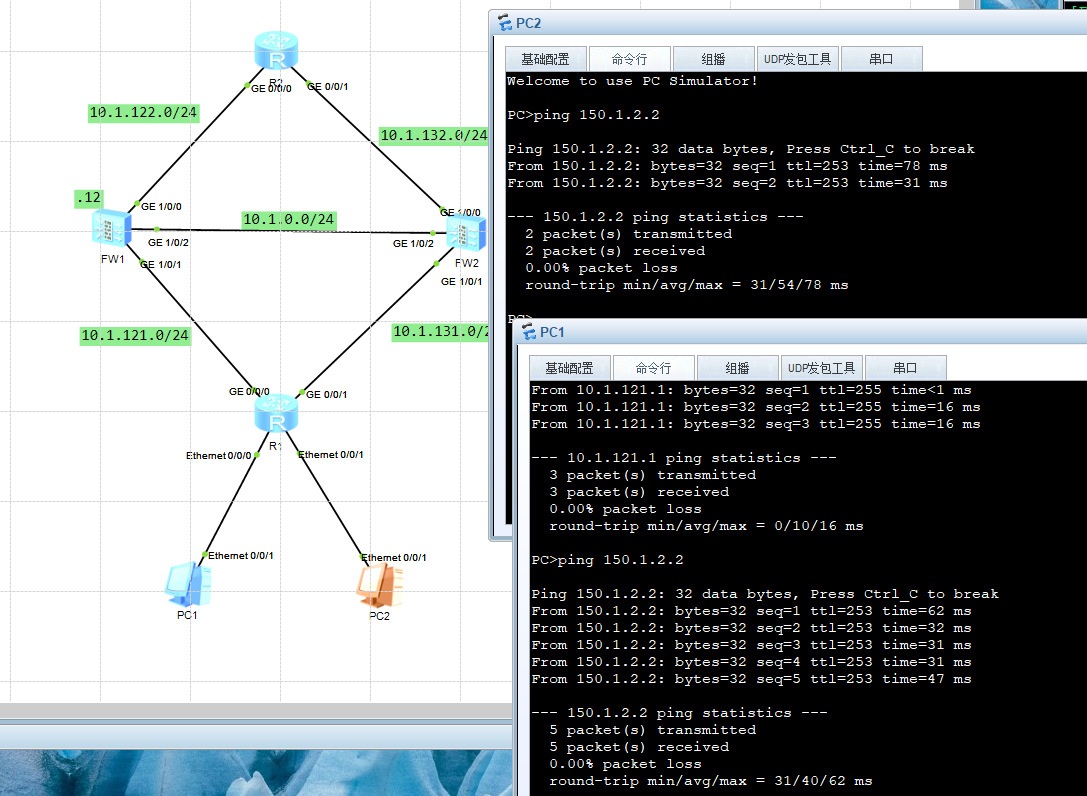 R2
GE 0/0/0
GE 0/0/1
10.1.122.0/24
10.1.132.0/24
.12
GE 1/0/0
GE 1/0/0
10.1.0.0/24
GE 1/0/2
GE 1/0/2
FW1
FW2
GE 1/0/1
GE 1/0/1
10.1.121.0/24
10.1.131.0/2
GE 0/0/0
GE 0/0/1
R1
Ethernet 0/0/0
Ethernet 0/0/1
Ethernet 0/0/1
Ethernet 0/0/1
PC1
PC2
PC2
基础配置 命令行 组播 UDP发包工具 串口
Welcome to use PC Simulator!
PC>ping 150.1.2.2
Ping 150.1.2.2: 32 data bytes, Press Ctrl_C to break
From 150.1.2.2: bytes=32 seq=1 ttl=253 time=78 ms
From 150.1.2.2: bytes=32 seq=2 ttl=253 time=31 ms
--- 150.1.2.2 ping statistics ---
2 packet(s) transmitted
2 packet(s) received
0.00% packet loss
round-trip min/avg/max = 31/54/78 ms
PC>
PC1
基础配置 命令行 组播 UDP发包工具 串口
From 10.1.121.1: bytes=32 seq=1 ttl=255 time<1 ms
From 10.1.121.1: bytes=32 seq=2 ttl=255 time=16 ms
From 10.1.121.1: bytes=32 seq=3 ttl=255 time=16 ms
--- 10.1.121.1 ping statistics ---
3 packet(s) transmitted
3 packet(s) received
0.00% packet loss
round-trip min/avg/max = 0/10/16 ms
PC>ping 150.1.2.2
Ping 150.1.2.2: 32 data bytes, Press Ctrl_C to break
From 150.1.2.2: bytes=32 seq=1 ttl=253 time=62 ms
From 150.1.2.2: bytes=32 seq=2 ttl=253 time=32 ms
From 150.1.2.2: bytes=32 seq=3 ttl=253 time=31 ms
From 150.1.2.2: bytes=32 seq=4 ttl=253 time=31 ms
From 150.1.2.2: bytes=32 seq=5 ttl=253 time=47 ms
--- 150.1.2.2 ping statistics ---
5 packet(s) transmitted
5 packet(s) received
0.00% packet loss
round-trip min/avg/max = 31/40/62 ms